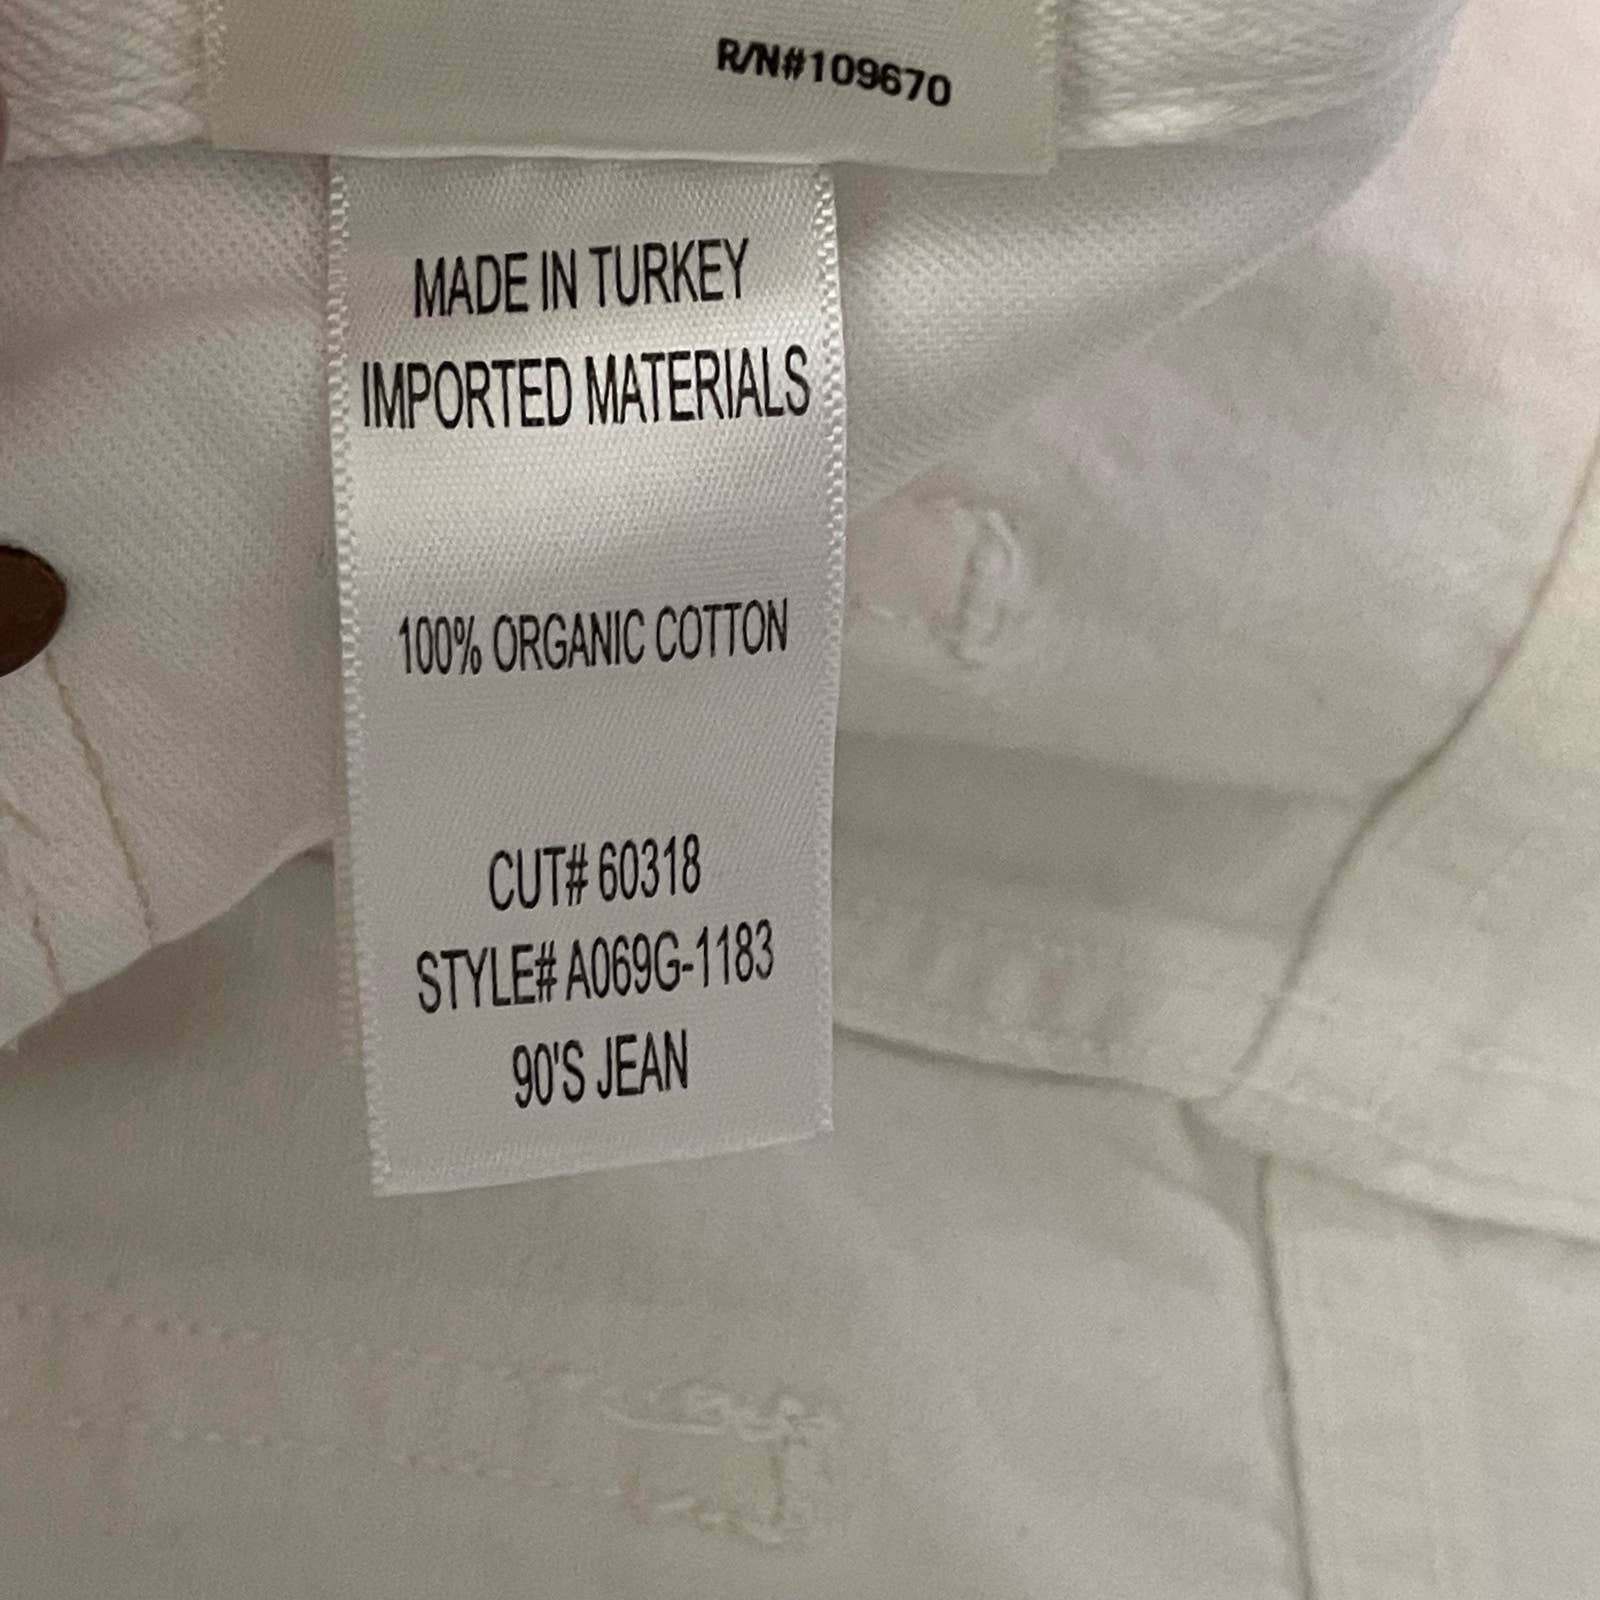 R/N#109670
MADE IN TURKEY
IMPORTED MATERIALS
100% ORGANIC COTTON
CUT# 60318
STYLE# A069G-1183
90'S JEAN